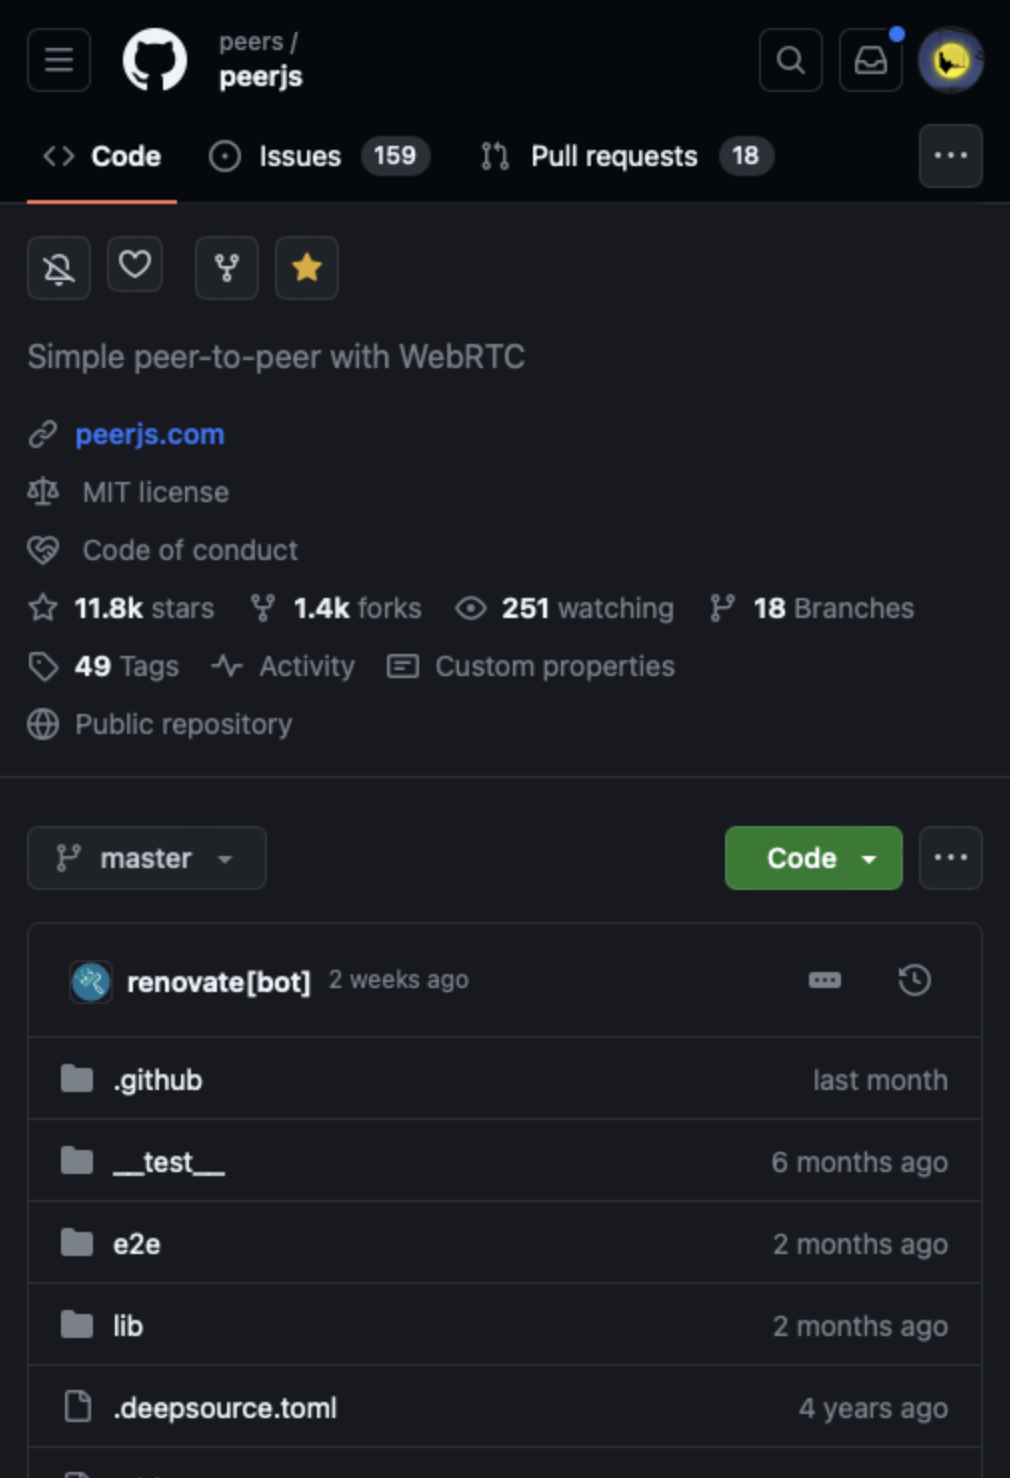 peers /
peerjs
Code Issues 159 Pull requests 18
Simple peer-to-peer with WebRTC
peerjs.com
MIT license
Code of conduct
11.8k stars 1.4k forks 251 watching 18 Branches
49 Tags Activity Custom properties
Public repository
master Code
renovate[bot] 2 weeks ago
.github last month
__test__ 6 months ago
e2e 2 months ago
lib 2 months ago
.deepsource.toml 4 years ago